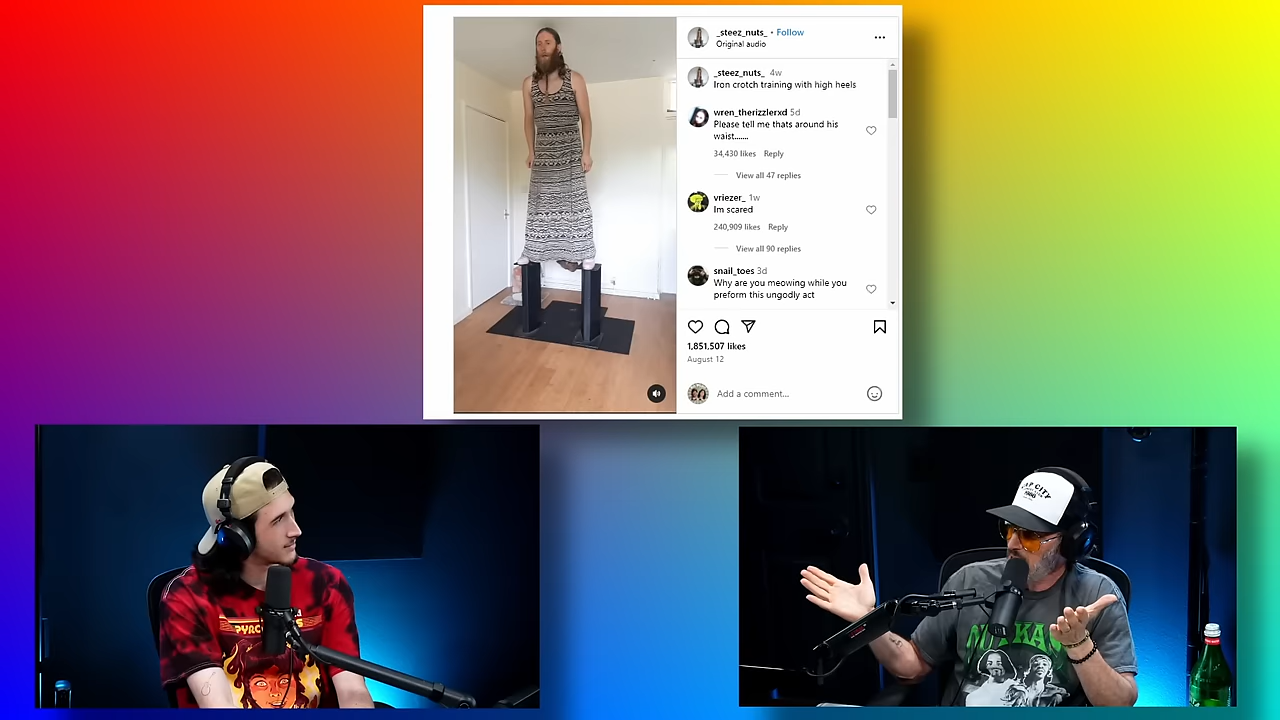 _steez_nuts_ • Follow
Original audio
_steez_nuts_ 4w
Iron crotch training with high heels
wren_therizzlerxd 5d
Please tell me thats around his
waist......
34,430 likes Reply
View all 47 replies
vriezer_ 1w
Im scared
240,909 likes Reply
View all 90 replies
snail_toes 3d
Why are you meowing while you
preform this ungodly act
1,851,507 likes
August 12
Add a comment...
CITY